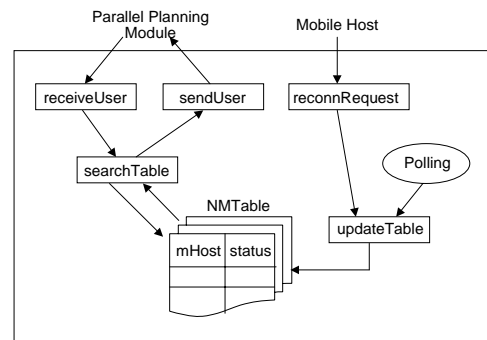 Parallel Planning
Module
Mobile Host
receiveUser
sendUser
reconnRequest
searchTable
Polling
NMTable
updateTable
mHost
status